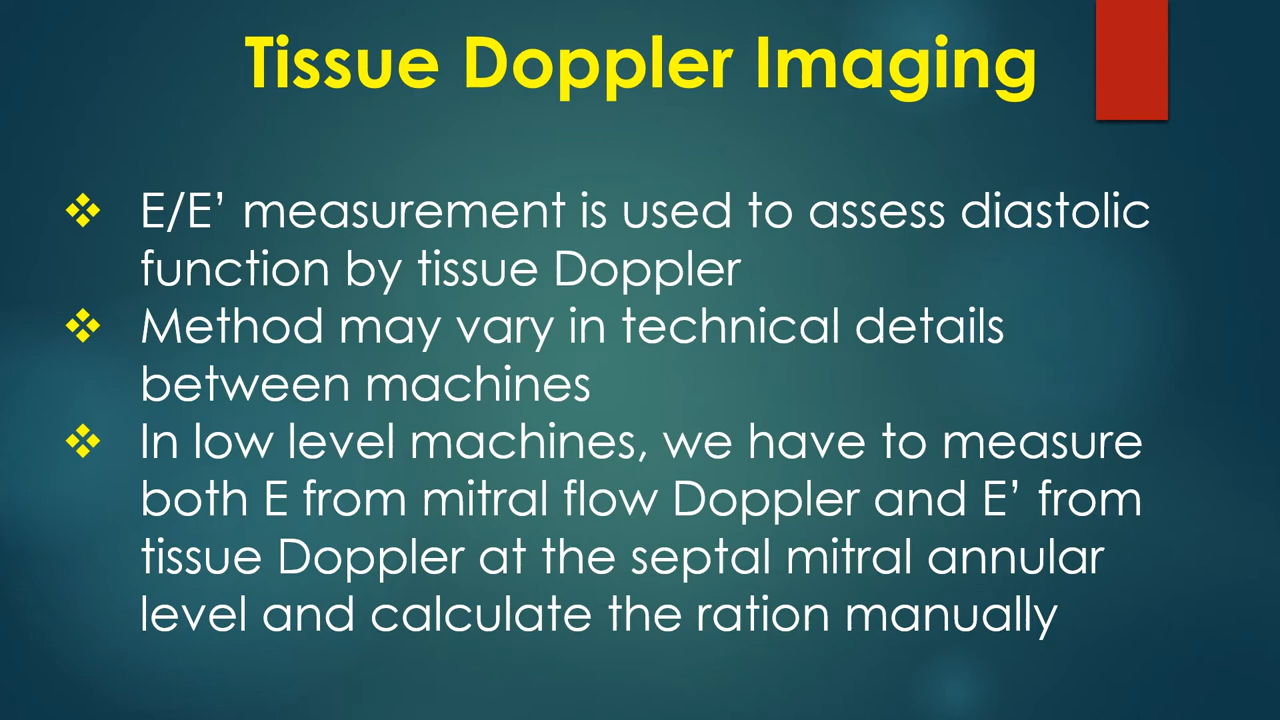 Tissue Doppler Imaging
❖ E/E’ measurement is used to assess diastolic
function by tissue Doppler
❖ Method may vary in technical details
between machines
❖ In low level machines, we have to measure
both E from mitral flow Doppler and E’ from
tissue Doppler at the septal mitral annular
level and calculate the ration manually